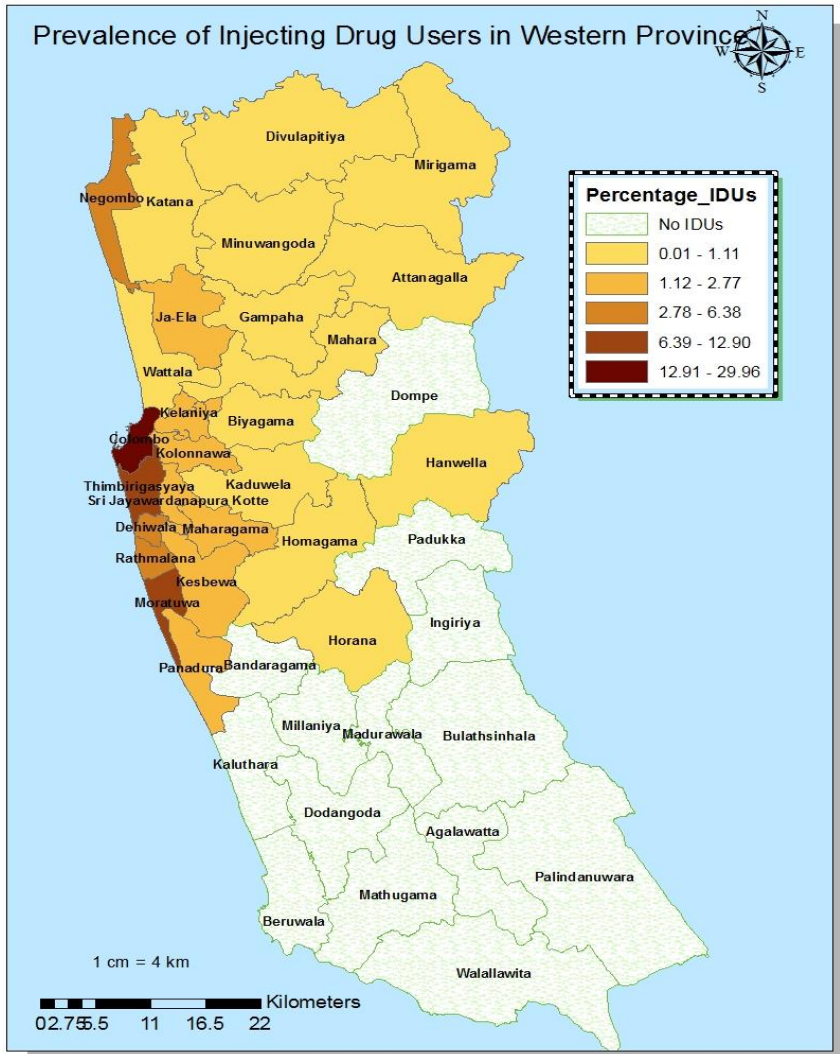 Prevalence of Injecting Drug Users in Western Province
N
W E
S
Percentage_IDUs
No IDUs
0.01 - 1.11
1.12 - 2.77
2.78 - 6.38
6.39 - 12.90
12.91 - 29.96
Divulapitiya
Mirigama
Negombo
Katana
Minuwangoda
Attanagalla
Ja-Ela
Gampaha
Mahara
Wattala
Dompe
Kelaniya
Biyagama
Colombo
Kolonnawa
Hanwella
Thimbirigasyaya
Kaduwela
Sri Jayawardanapura Kotte
Dehiwala
Maharagama
Homagama
Padukka
Rathmalana
Kesbewa
Moratuwa
Ingiriya
Horana
Panadura
Bandaragama
Millaniya
Madurawala
Bulathsinhala
Kaluthara
Dodangoda
Agalawatta
Palindanuwara
Mathugama
Beruwala
Walallawita
1 cm = 4 km
Kilometers
02.755.5 11 16.5 22